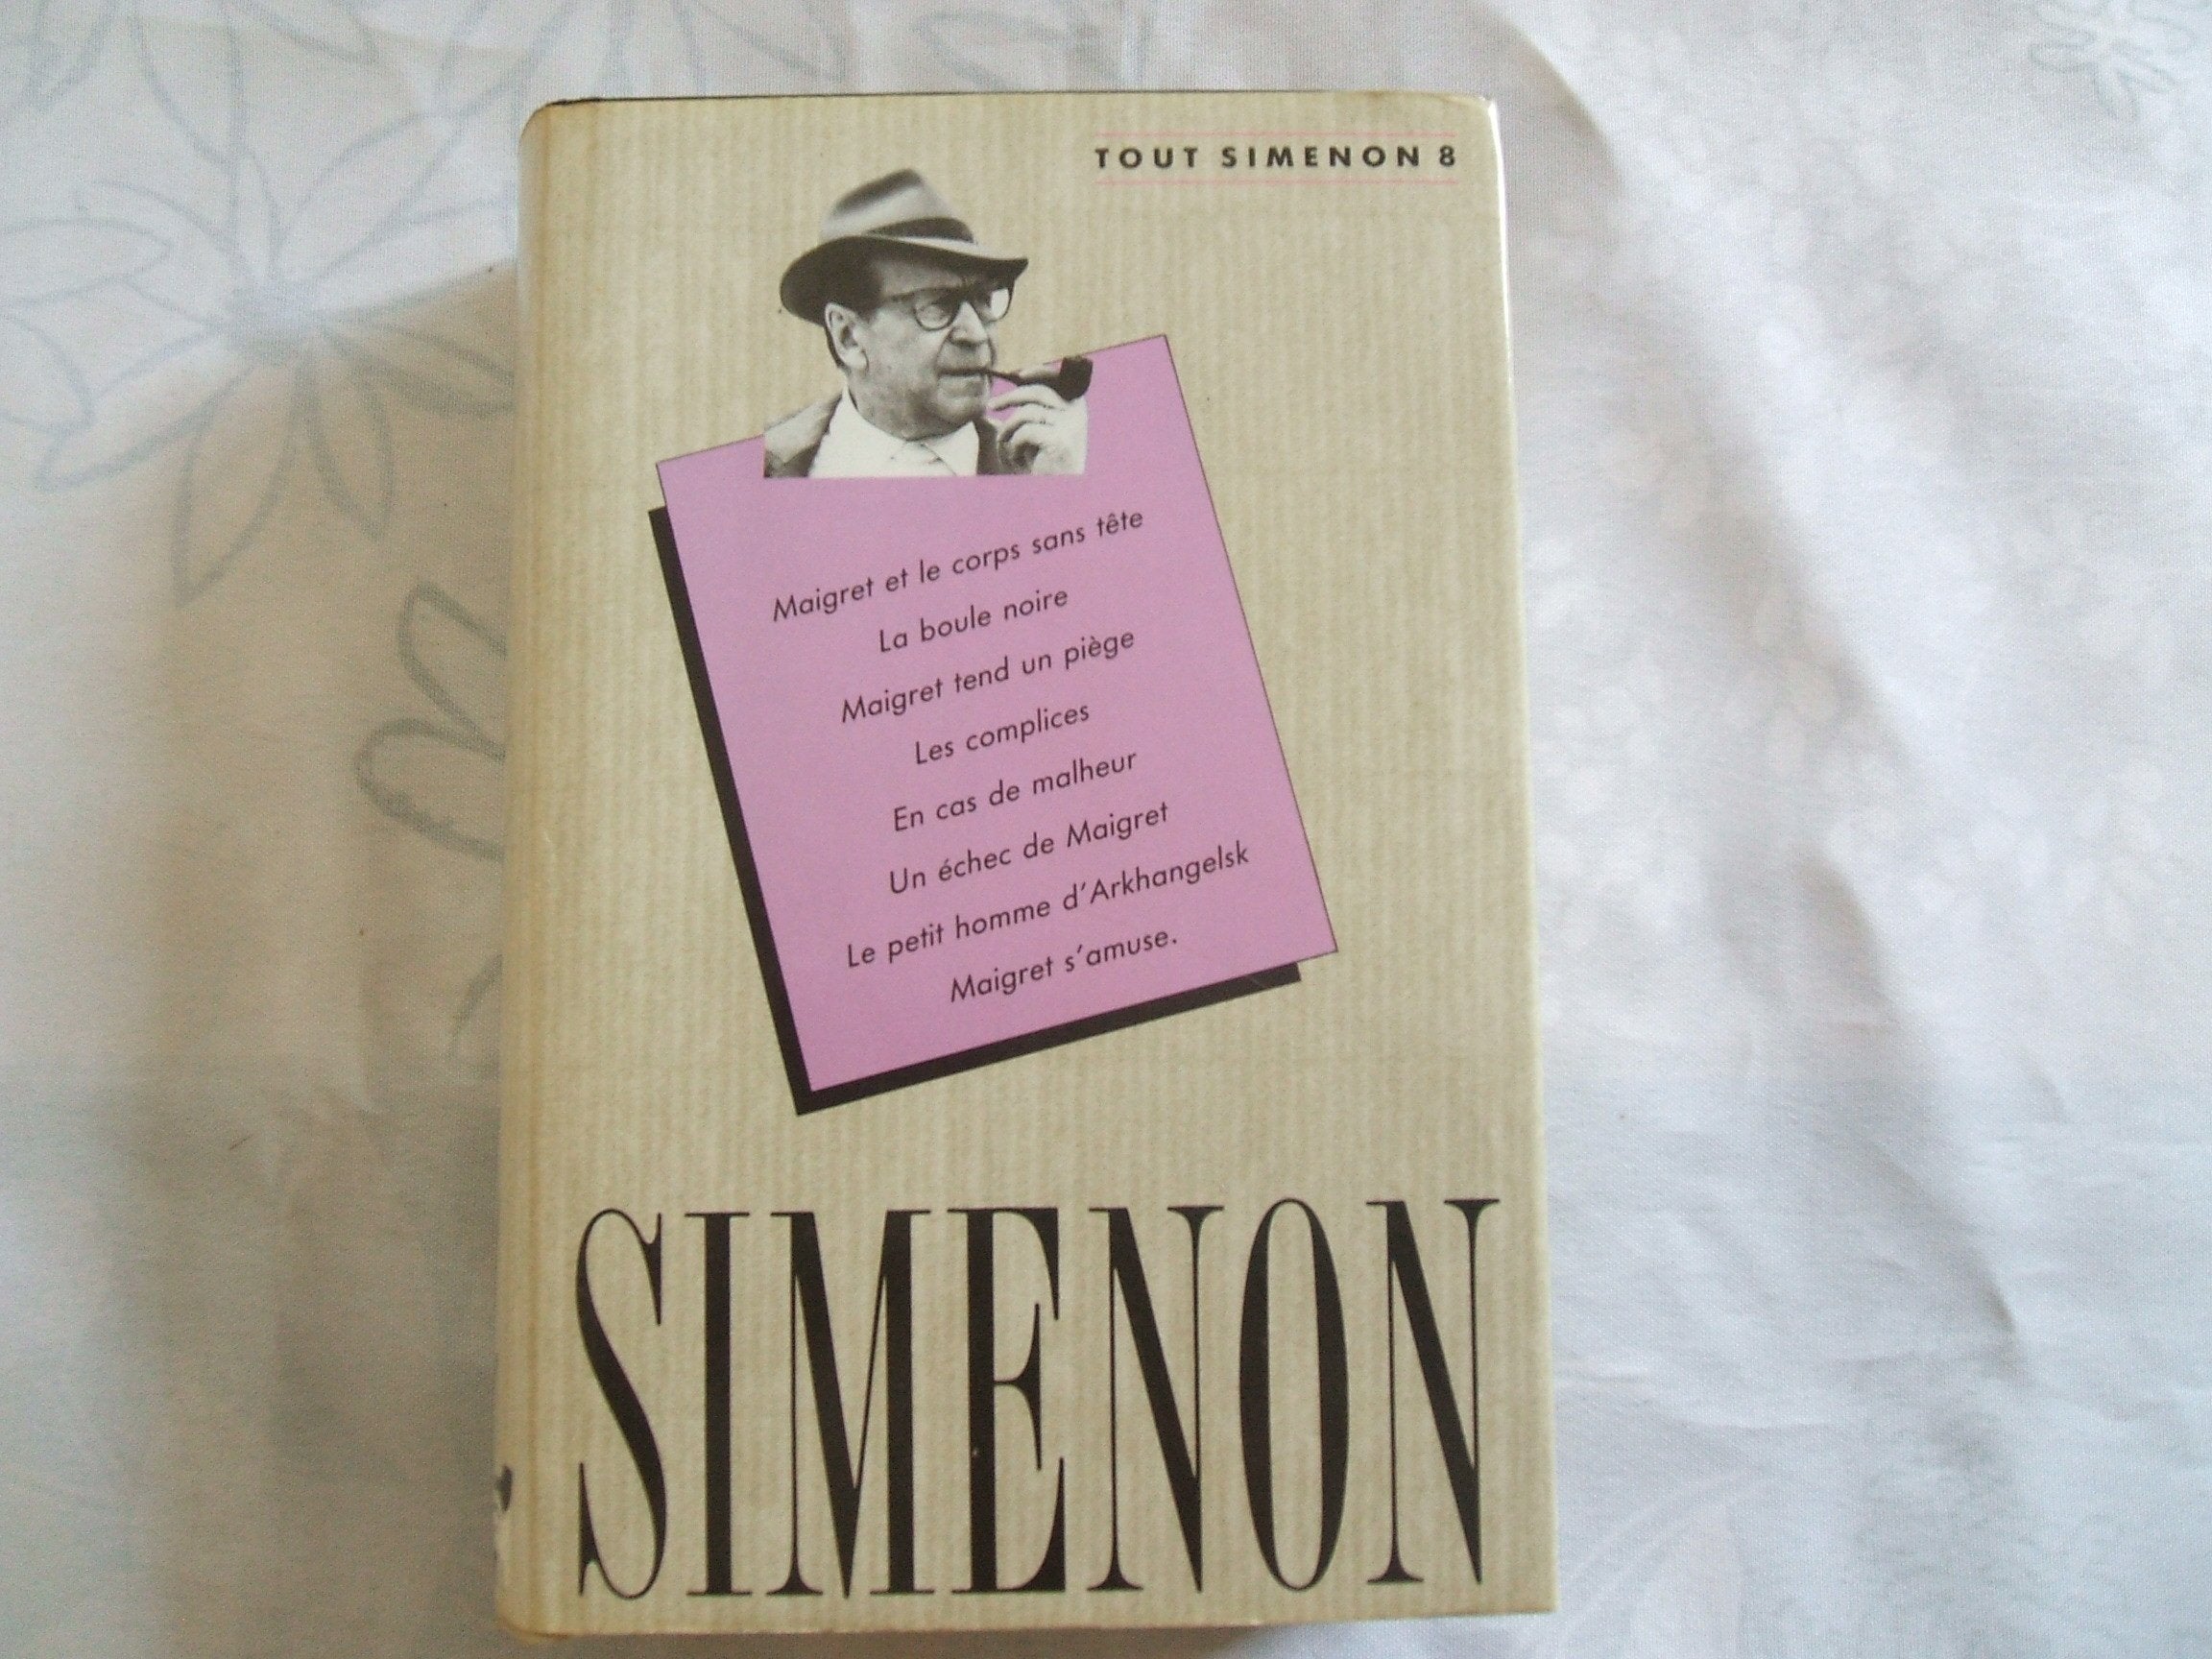 TOUT SIMENON 8
Maigret et le corps sans tête
La boule noire
Maigret tend un piège
Les complices
En cas de malheur
Un échec de Maigret
Le petit homme d'Arkhangelsk
Maigret s'amuse.
SIMENON